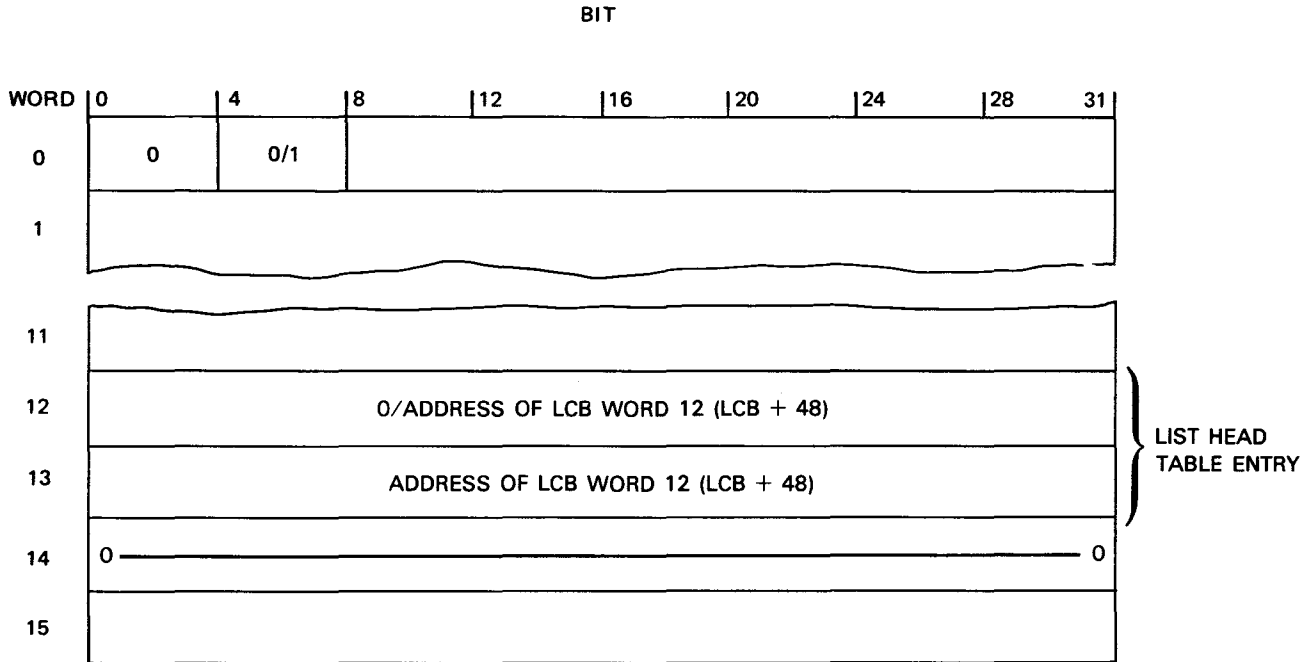 BIT
WORD 0 4 8 12 16 20 24 28 31
0 0 0/1
1
11
12 0/ADDRESS OF LCB WORD 12 (LCB + 48)
LIST HEAD
TABLE ENTRY
13 ADDRESS OF LCB WORD 12 (LCB + 48)
14 0 0
15